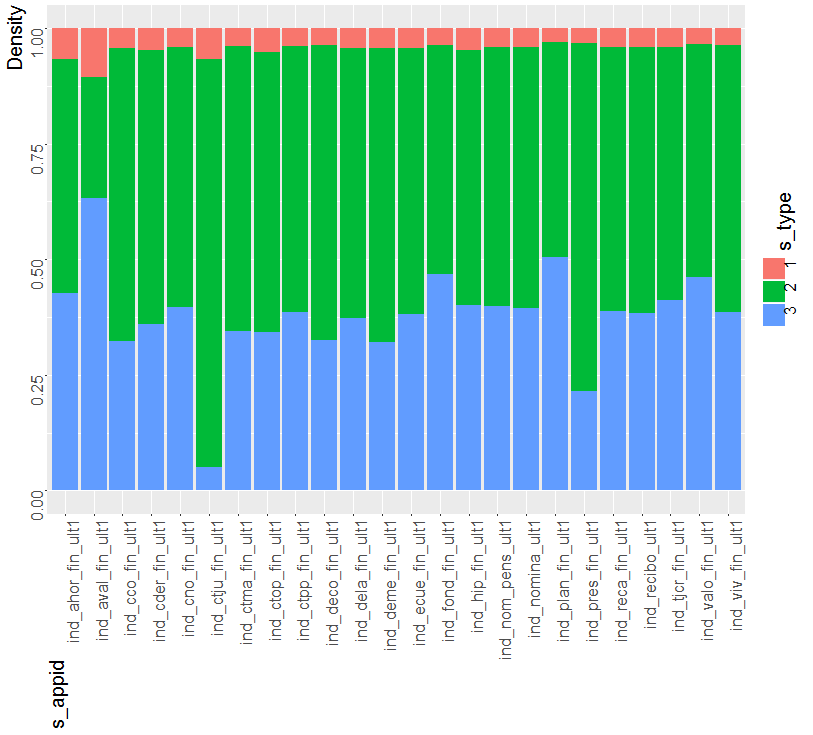 Density
1.00
0.75
0.50
0.25
0.00
ind_ahor_fin_ult1
ind_aval_fin_ult1
ind_cco_fin_ult1
ind_cder_fin_ult1
ind_cno_fin_ult1
ind_ctju_fin_ult1
ind_ctma_fin_ult1
ind_ctop_fin_ult1
ind_ctpp_fin_ult1
ind_deco_fin_ult1
ind_dela_fin_ult1
ind_deme_fin_ult1
ind_ecue_fin_ult1
ind_fond_fin_ult1
ind_hip_fin_ult1
ind_nom_pens_ult1
ind_nomina_ult1
ind_plan_fin_ult1
ind_pres_fin_ult1
ind_reca_fin_ult1
ind_recibo_ult1
ind_tjcr_fin_ult1
ind_valo_fin_ult1
ind_viv_fin_ult1
s_appid
s_type
1
2
3